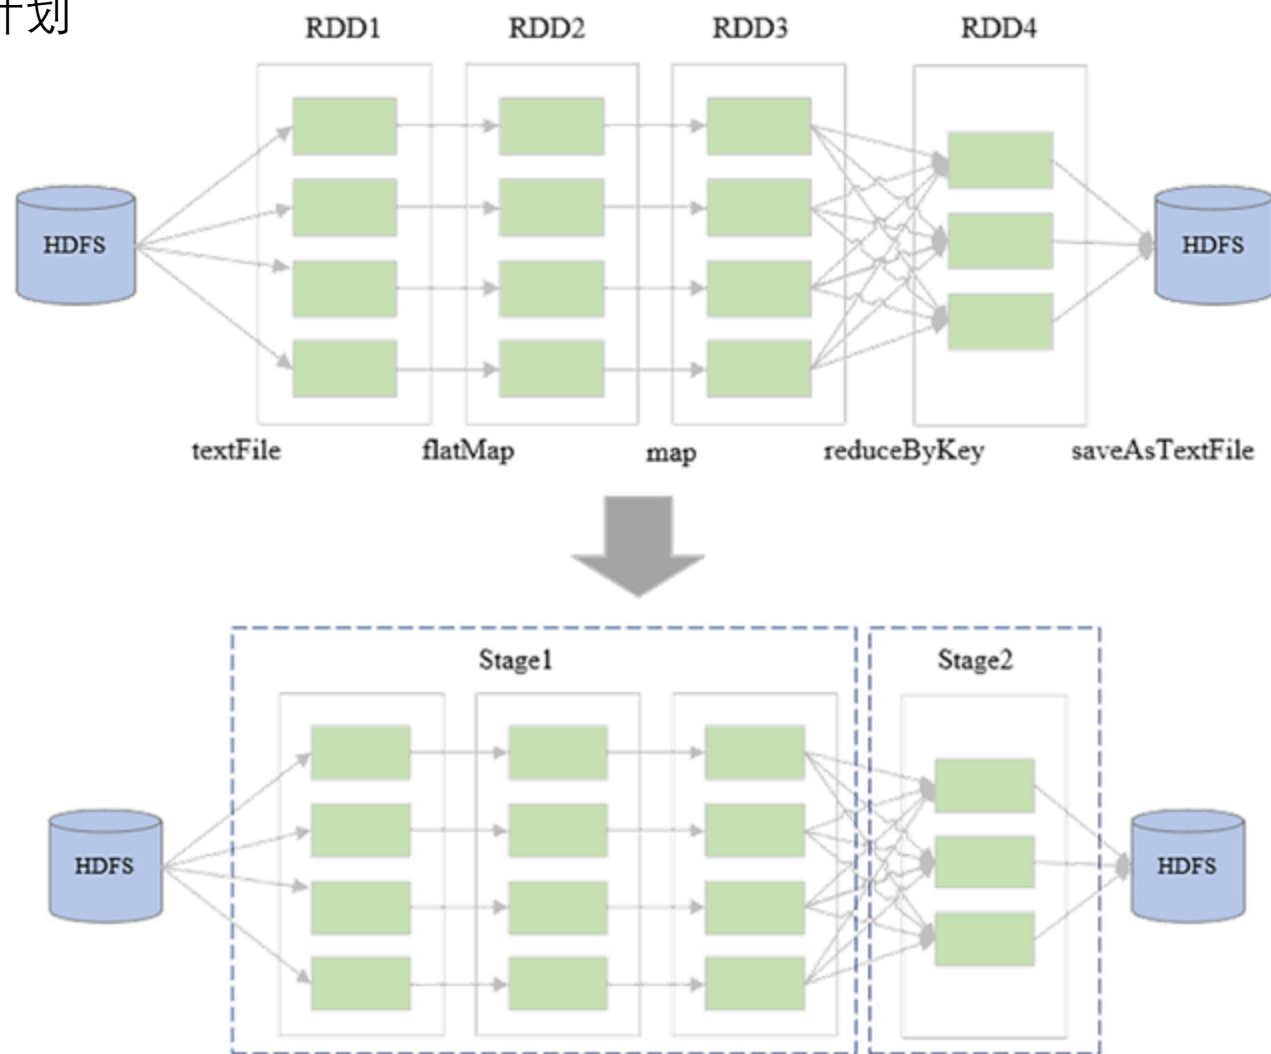 计划
RDD1 RDD2 RDD3 RDD4
HDFS HDFS
textFile flatMap map reduceByKey saveAsTextFile
Stage1 Stage2
HDFS HDFS